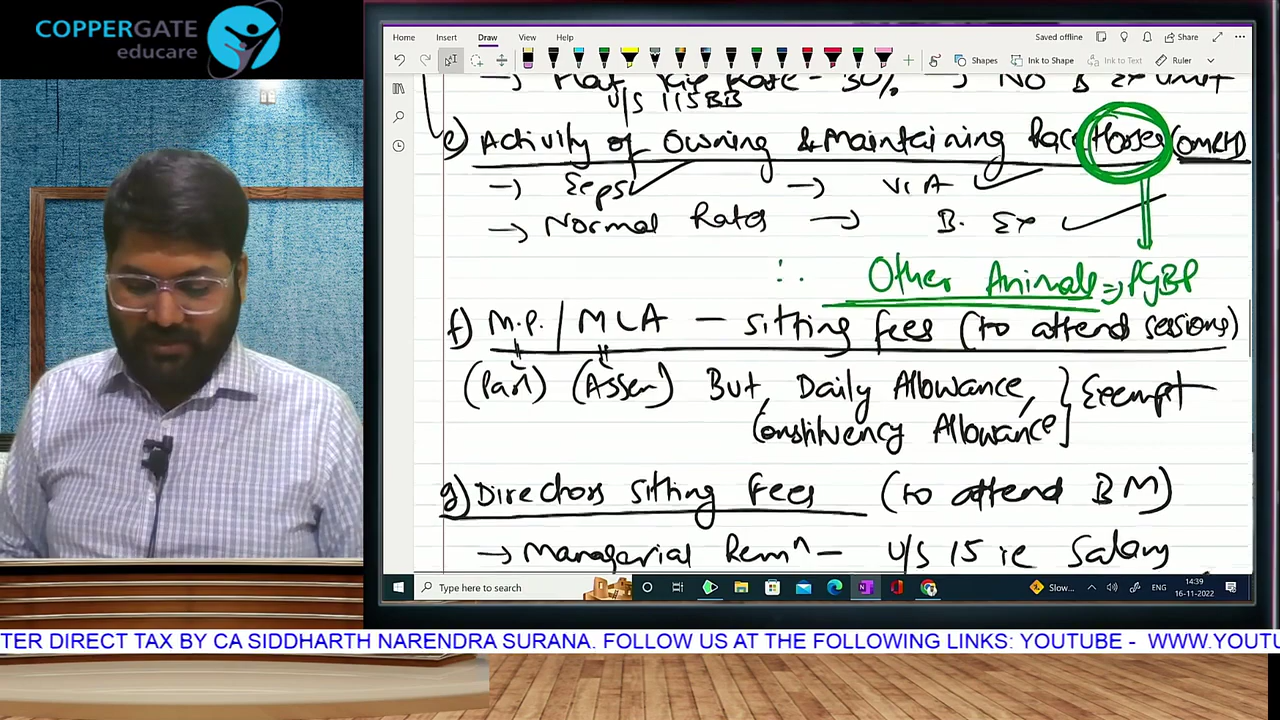 COPPERGATE
educare
Home Insert Draw View Help
Saved offline
Share
Shapes
Ink to Shape
Ink to Text
Ruler
→ Flat Rate - 30% → No B Ex limit
u/s 115BB
e) Activity of Owning & Maintaining Race Horses (OMRH)
→ Exps → VIA
→ Normal Rates → B. Ex
∴ Other Animals ⇒ PGBP
f) M.P. / MLA - sitting fees (to attend sessions)
(Parl) (Assem) But, Daily Allowance, } Exempt
Constituency Allowance
g) Directors sitting Fees (to attend BM)
→ Managerial Remⁿ - u/s 15 ie Salary
Type here to search
Slow...
ENG
14:39
16-11-2022
TER DIRECT TAX BY CA SIDDHARTH NARENDRA SURANA. FOLLOW US AT THE FOLLOWING LINKS: YOUTUBE - WWW.YOUTU